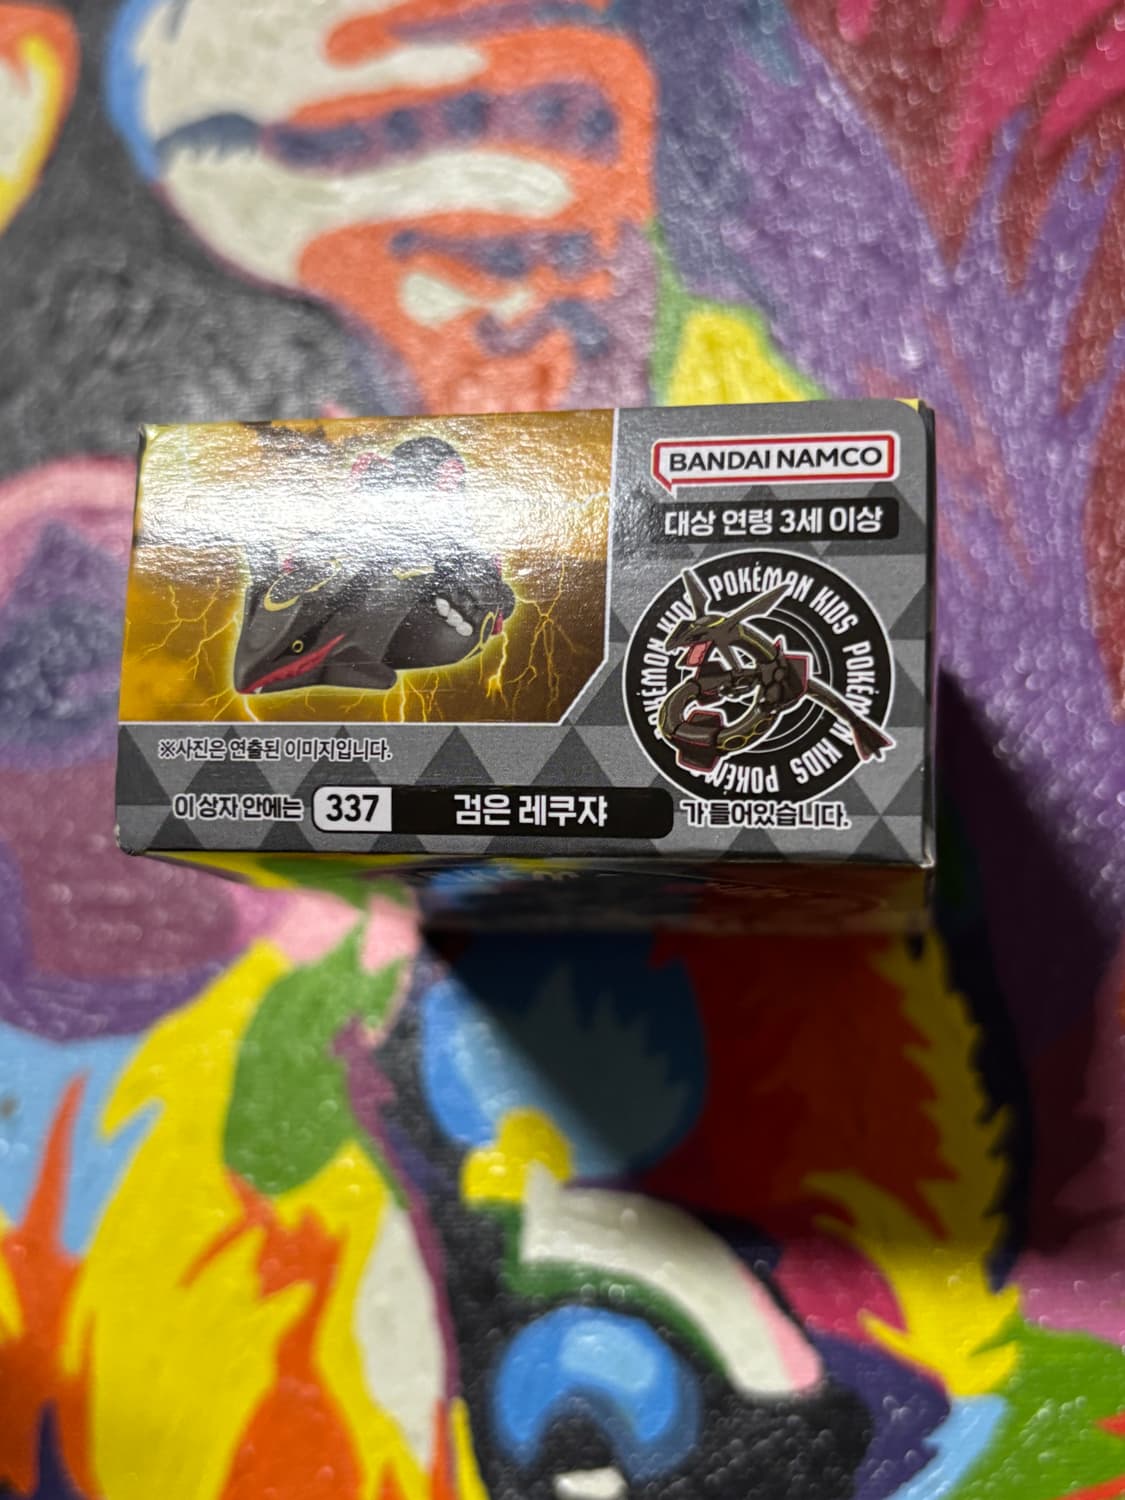 BANDAI NAMCO
대상 연령 3세 이상
POKÉMON KIDS POKÉMON KIDS POKÉM
POKÉMON KIDS
※사진은 연출된 이미지입니다.
이 상자 안에는 337 검은 레쿠쟈 가 들어있습니다.